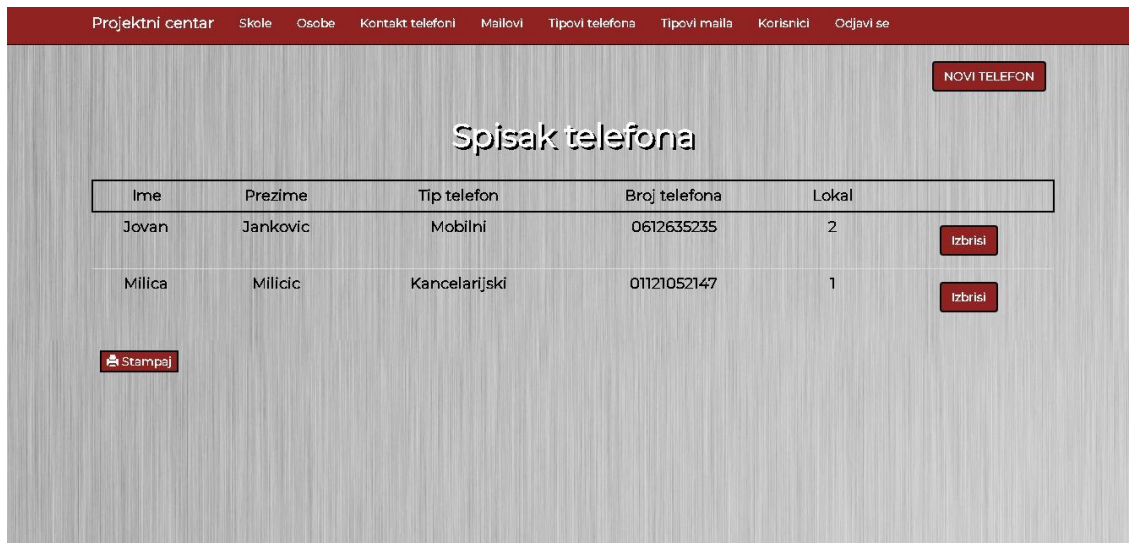 Projektni centar Skole Osobe Kontakt telefoni Mailovi Tipovi telefona Tipovi maila Korisnici Odjavi se
NOVI TELEFON
Spisak telefona
Ime Prezime Tip telefon Broj telefona Lokal
Jovan Jankovic Mobilni 0612635235 2 Izbrisi
Milica Milicic Kancelarijski 01121052147 1 Izbrisi
Stampaj